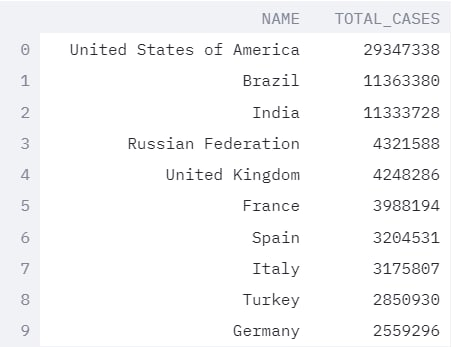 NAME TOTAL_CASES
0 United States of America 29347338
1 Brazil 11363380
2 India 11333728
3 Russian Federation 4321588
4 United Kingdom 4248286
5 France 3988194
6 Spain 3204531
7 Italy 3175807
8 Turkey 2850930
9 Germany 2559296